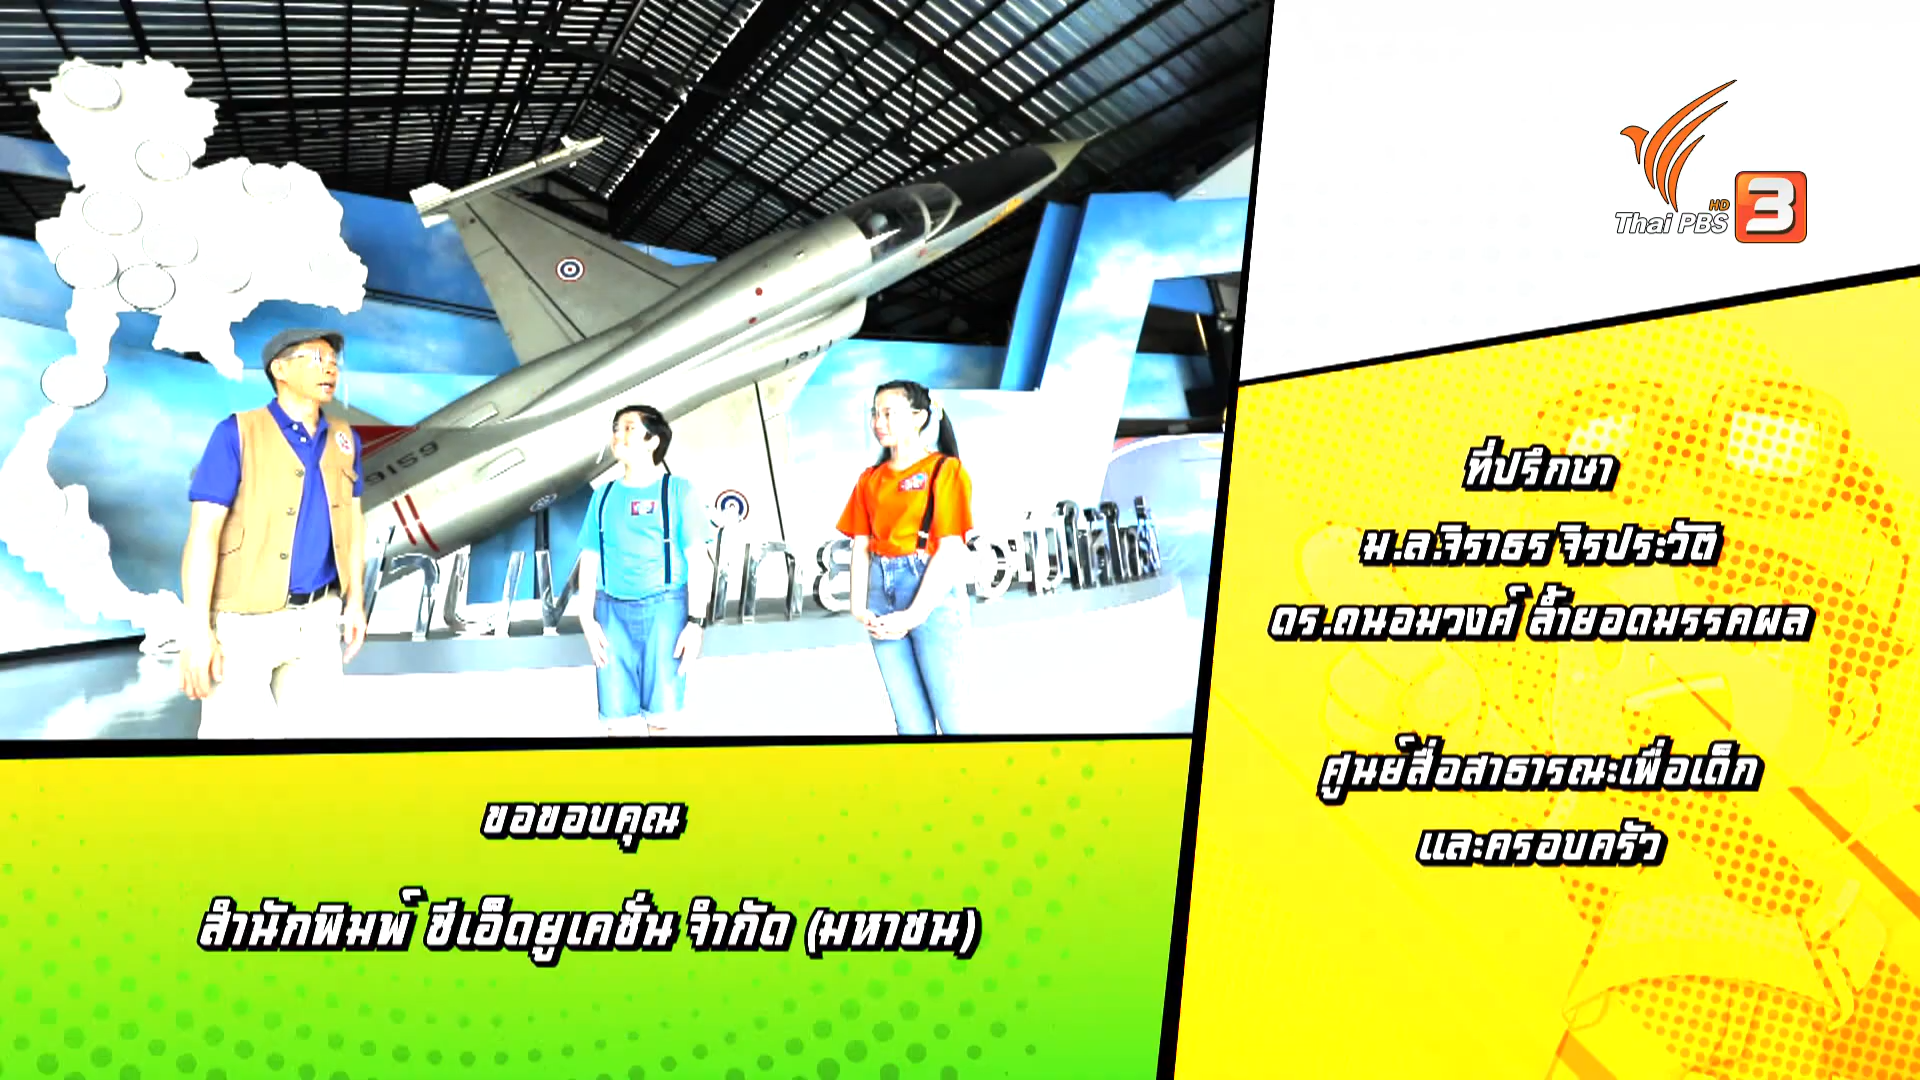 HD
Thai PBS 3
ที่ปรึกษา
ม.ล.จิราธร จิรประวัติ
ดร.ถนอมวงศ์ ล้ำยอดมรรคผล
ศูนย์สื่อสาธารณะเพื่อเด็ก
และครอบครัว
1911
99159
ขอขอบคุณ
สำนักพิมพ์ ซีเอ็ดยูเคชั่น จำกัด (มหาชน)